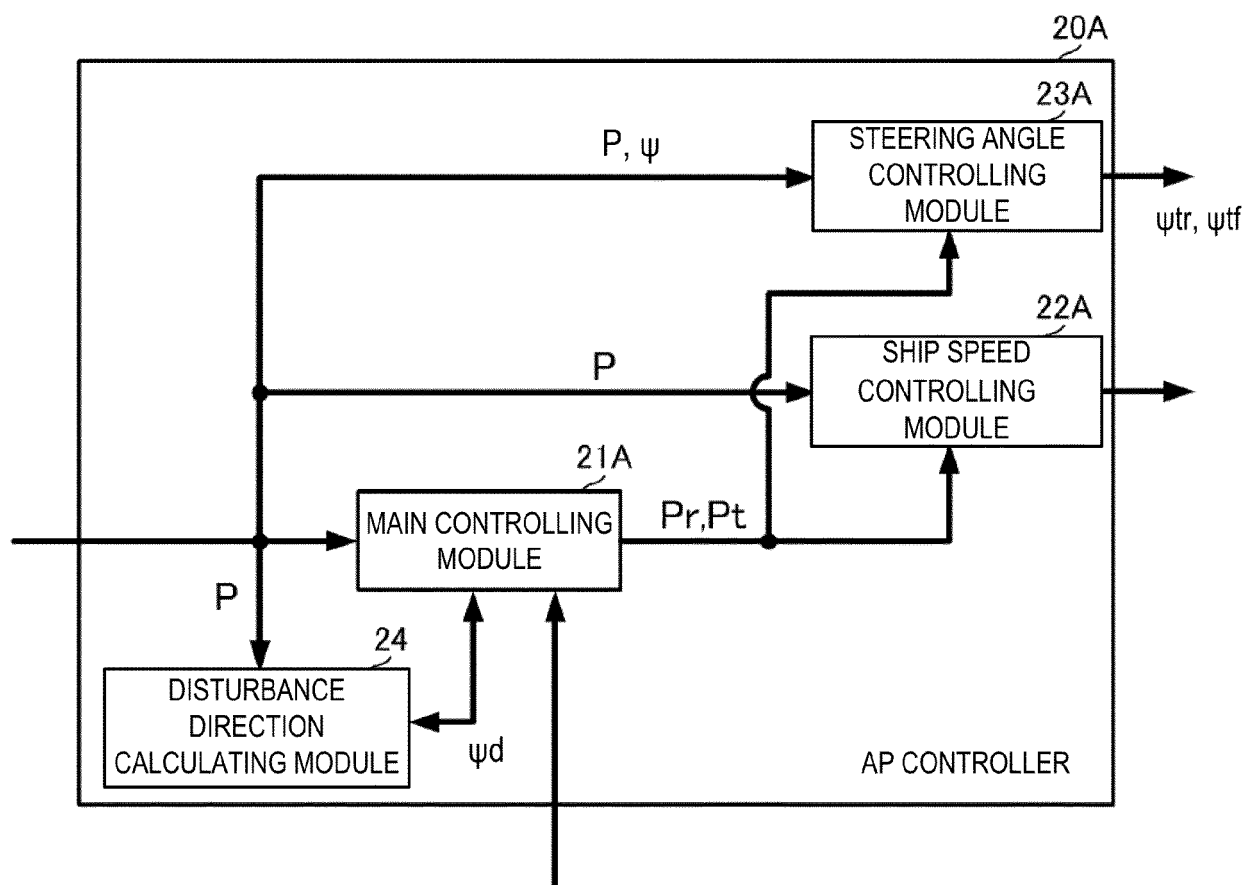 20A
23A
STEERING ANGLE
CONTROLLING
MODULE
P, ψ
ψtr, ψtf
22A
SHIP SPEED
CONTROLLING
MODULE
P
21A
MAIN CONTROLLING
MODULE
Pr,Pt
P
24
DISTURBANCE
DIRECTION
CALCULATING MODULE
ψd
AP CONTROLLER